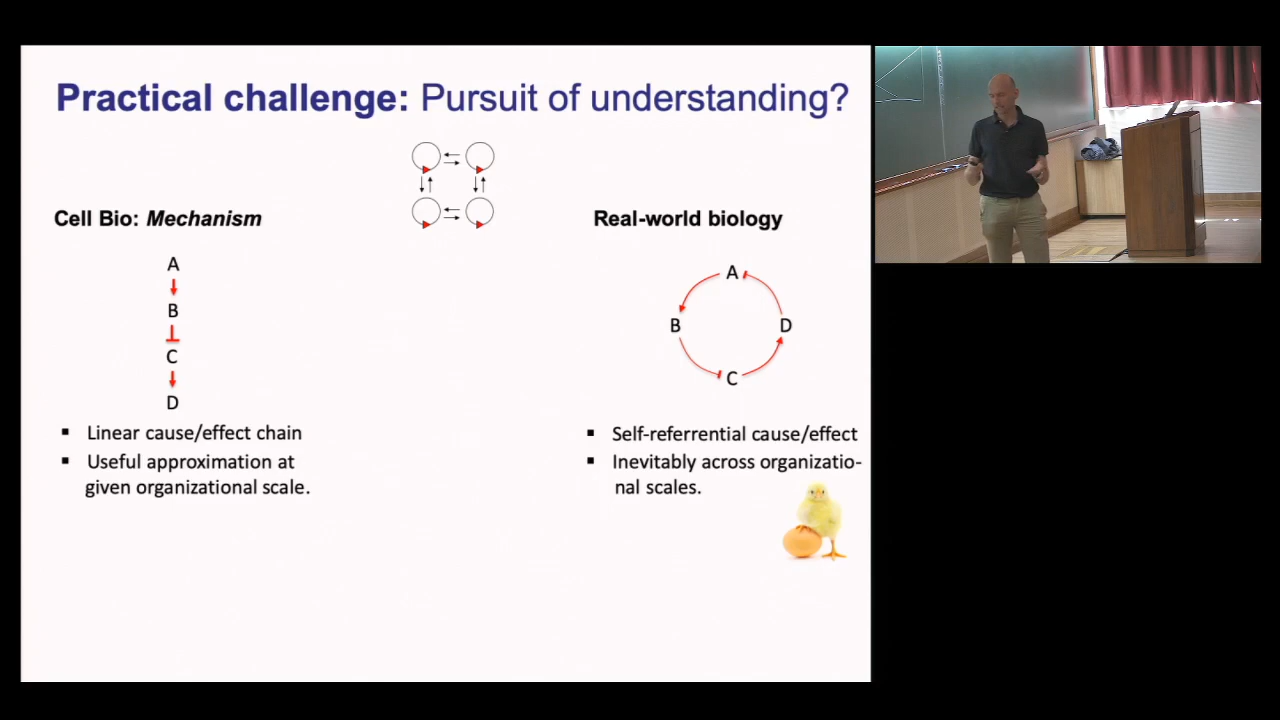 Practical challenge: Pursuit of understanding?
Cell Bio: Mechanism
A
B
C
D
▪ Linear cause/effect chain
▪ Useful approximation at
given organizational scale.
Real-world biology
A
B
D
C
▪ Self-referrential cause/effect
▪ Inevitably across organizatio-
nal scales.